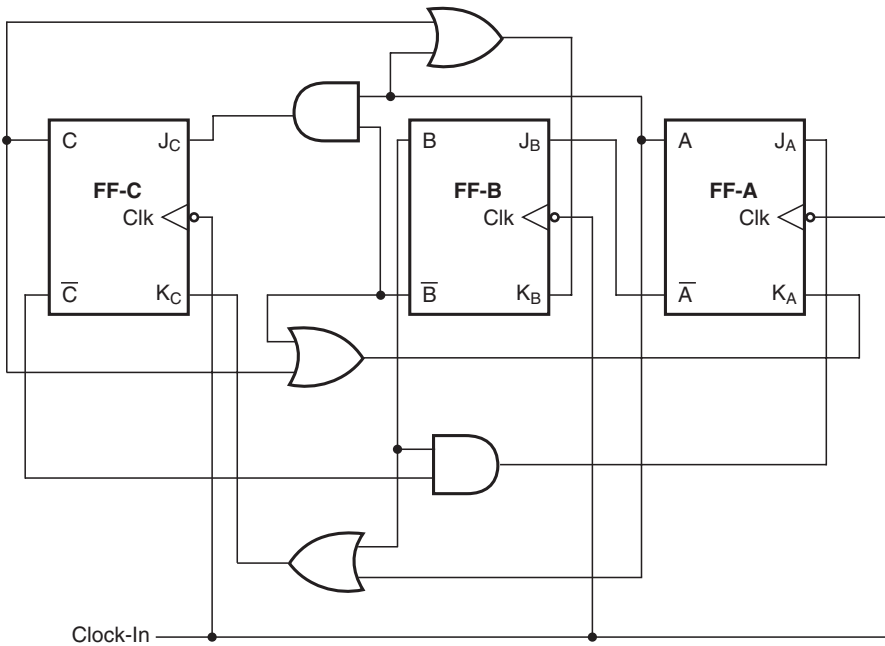 C J_C B J_B A J_A
FF-C FF-B FF-A
Clk Clk Clk
C̅ K_C B̅ K_B A̅ K_A
Clock-In